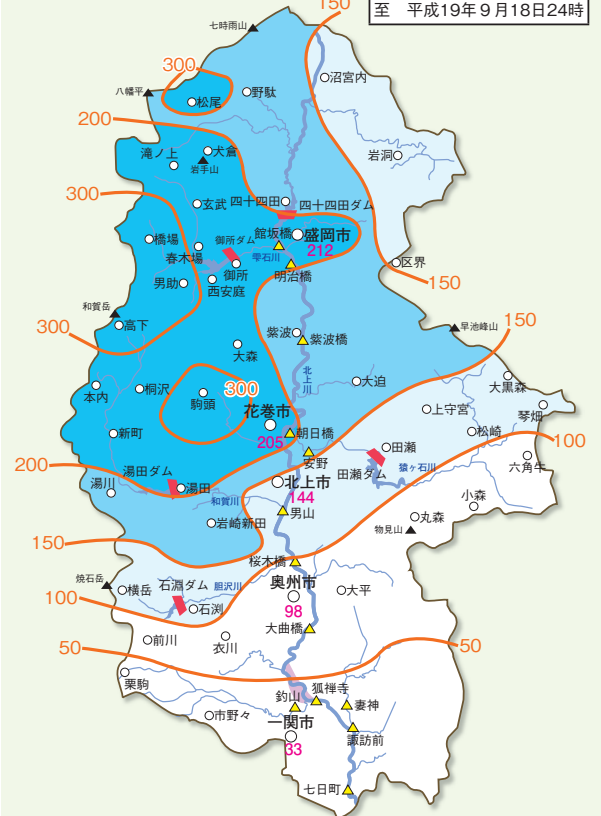 150
至 平成19年9月18日24時
七時雨山
300
沼宮内
八幡平
野駄
松尾
200
滝ノ上
犬倉
岩手山
岩洞
300
玄武
四十四田
四十四田ダム
橋場
御所ダム
館坂橋
盛岡市
212
春木場
雫石川
御所
明治橋
区界
男助
西安庭
150
和賀岳
高下
300
早池峰山
150
紫波
紫波橋
大森
北上川
大迫
大黒森
本内
桐沢
300
駒頭
上守宮
琴畑
花巻市
205
朝日橋
新町
松崎
100
安野
田瀬
200
湯田ダム
田瀬ダム
猿ヶ石川
六角牛
湯川
湯田
北上市
144
和賀川
小森
男山
岩崎新田
丸森
物見山
150
桜木橋
焼石岳
横岳
石淵ダム
胆沢川
奥州市
98
大平
100
石渕
大曲橋
前川
衣川
50
50
栗駒
狐禅寺
釣山
妻神
市野々
一関市
33
諏訪前
七日町